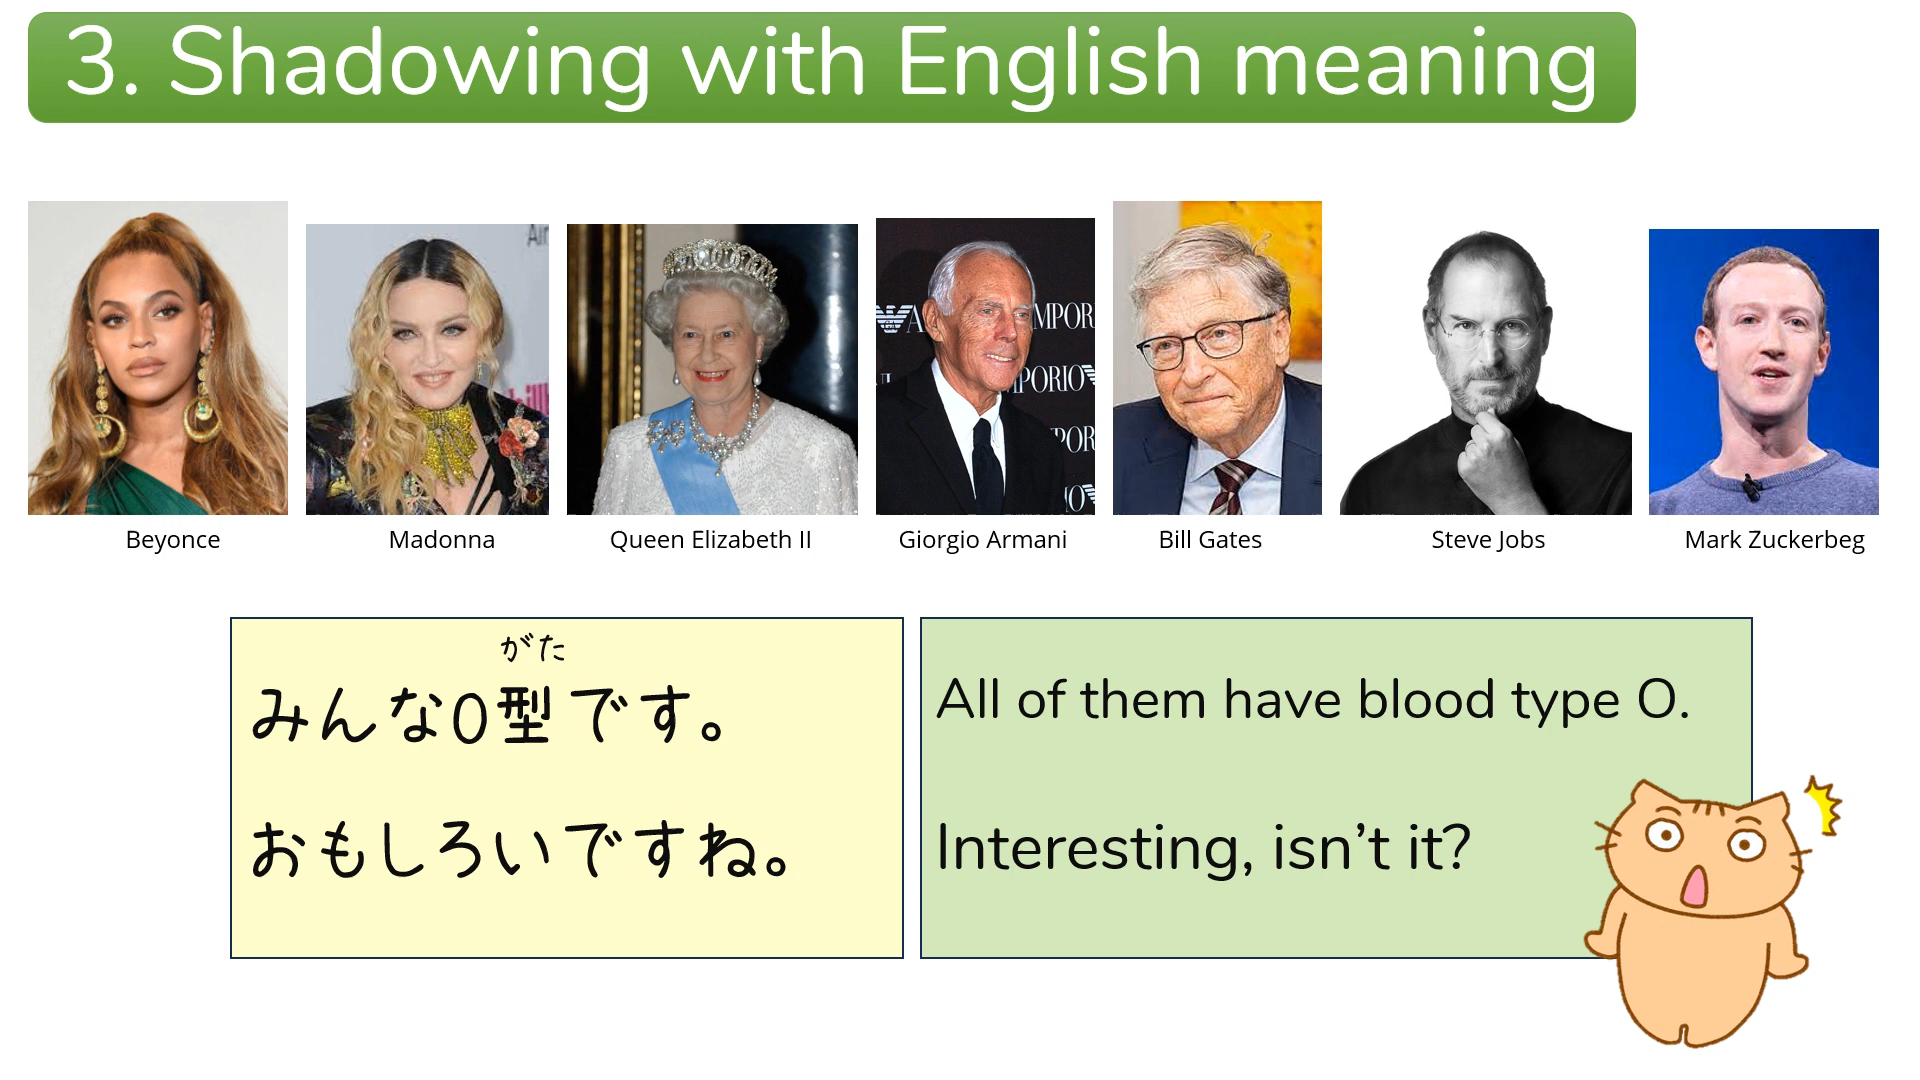 3. Shadowing with English meaning
Beyonce
Madonna
Queen Elizabeth II
Giorgio Armani
Bill Gates
Steve Jobs
Mark Zuckerbeg
がた
みんなO型です。
おもしろいですね。
All of them have blood type O.
Interesting, isn't it?